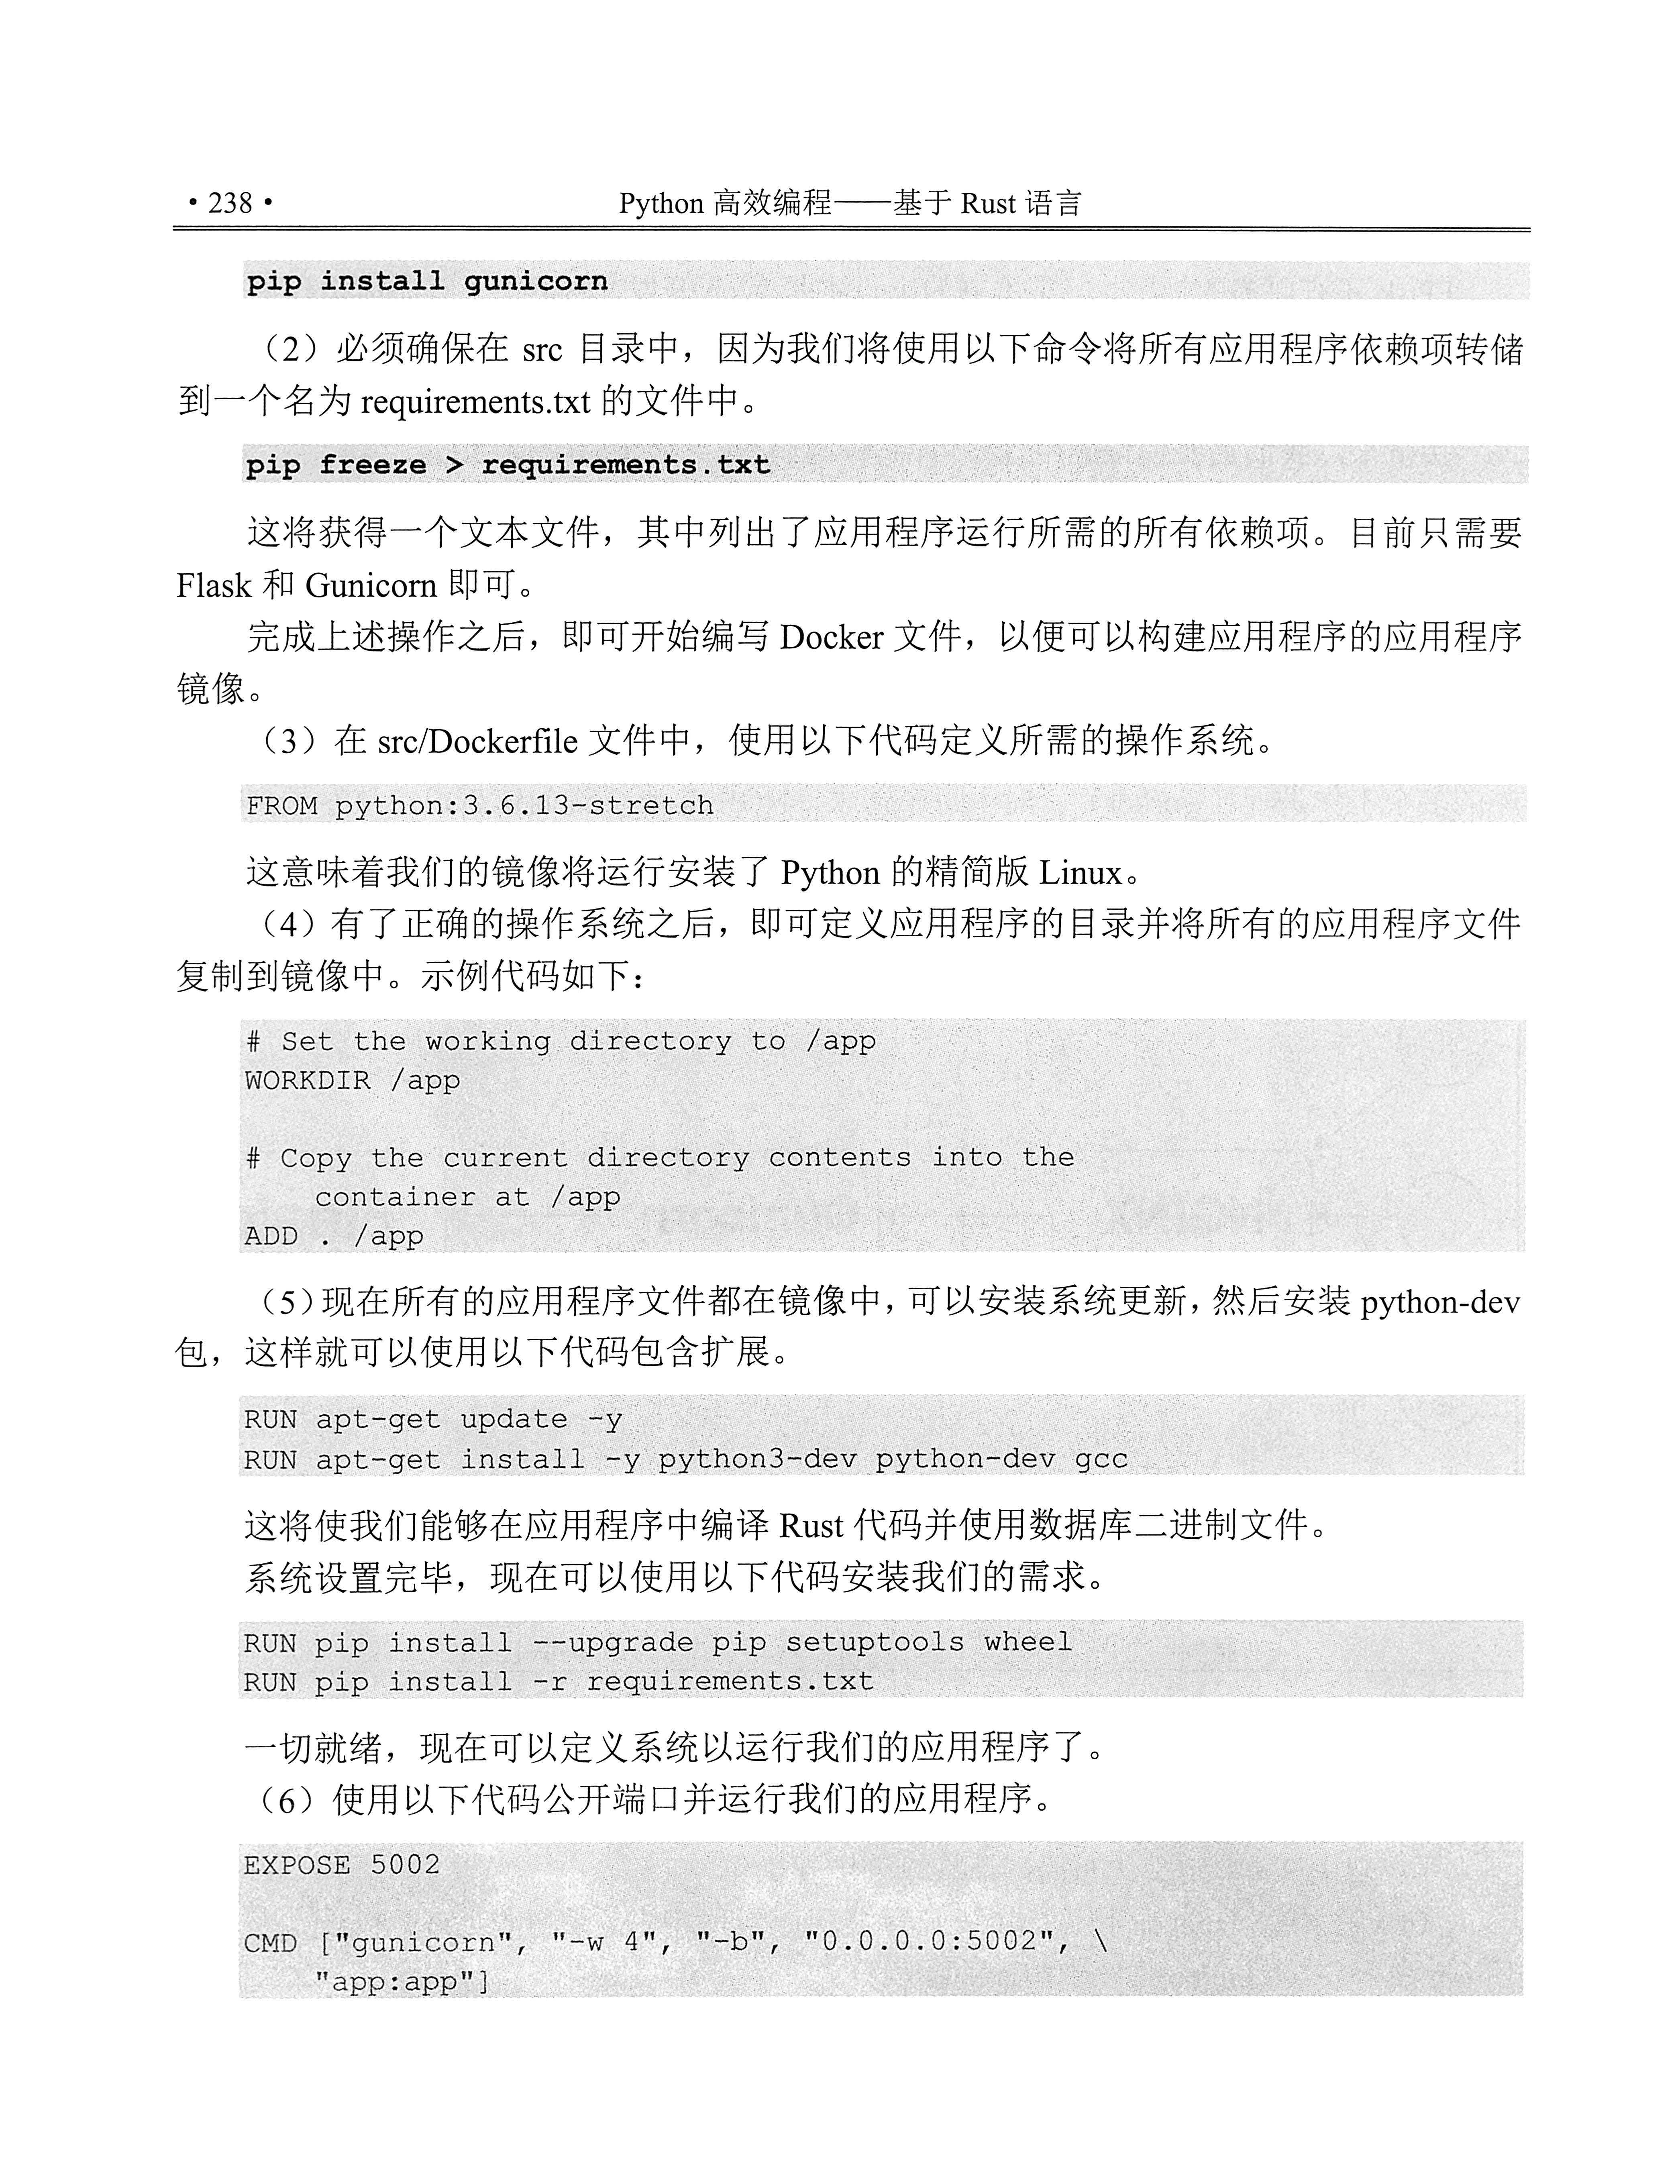 • 238 • Python 高效编程——基于 Rust 语言
pip install gunicorn
（2）必须确保在 src 目录中，因为我们将使用以下命令将所有应用程序依赖项转储
到一个名为 requirements.txt 的文件中。
pip freeze > requirements.txt
这将获得一个文本文件，其中列出了应用程序运行所需的所有依赖项。目前只需要
Flask 和 Gunicorn 即可。
完成上述操作之后，即可开始编写 Docker 文件，以便可以构建应用程序的应用程序
镜像。
（3）在 src/Dockerfile 文件中，使用以下代码定义所需的操作系统。
FROM python:3.6.13-stretch
这意味着我们的镜像将运行安装了 Python 的精简版 Linux。
（4）有了正确的操作系统之后，即可定义应用程序的目录并将所有的应用程序文件
复制到镜像中。示例代码如下：
# Set the working directory to /app
WORKDIR /app
# Copy the current directory contents into the
    container at /app
ADD . /app
（5）现在所有的应用程序文件都在镜像中，可以安装系统更新，然后安装 python-dev
包，这样就可以使用以下代码包含扩展。
RUN apt-get update -y
RUN apt-get install -y python3-dev python-dev gcc
这将使我们能够在应用程序中编译 Rust 代码并使用数据库二进制文件。
系统设置完毕，现在可以使用以下代码安装我们的需求。
RUN pip install --upgrade pip setuptools wheel
RUN pip install -r requirements.txt
一切就绪，现在可以定义系统以运行我们的应用程序了。
（6）使用以下代码公开端口并运行我们的应用程序。
EXPOSE 5002
CMD ["gunicorn", "-w 4", "-b", "0.0.0.0:5002", \
    "app:app"]